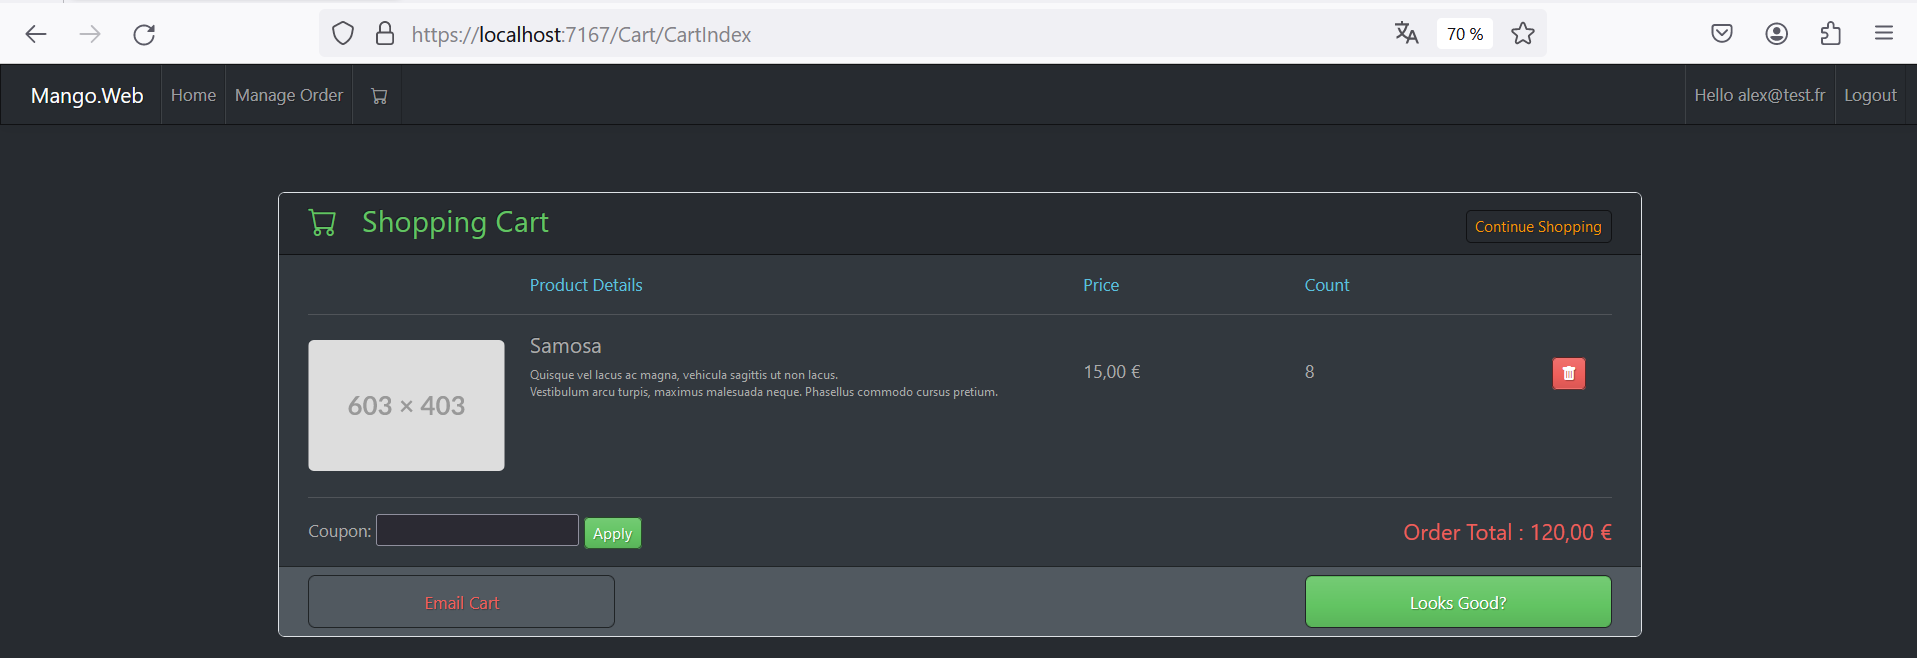 https://localhost:7167/Cart/CartIndex
70 %
Mango.Web Home Manage Order Hello alex@test.fr Logout
Shopping Cart
Continue Shopping
Product Details Price Count
Samosa
Quisque vel lacus ac magna, vehicula sagittis ut non lacus.
Vestibulum arcu turpis, maximus malesuada neque. Phasellus commodo cursus pretium.
15,00 € 8
603 × 403
Coupon: Apply Order Total : 120,00 €
Email Cart Looks Good?